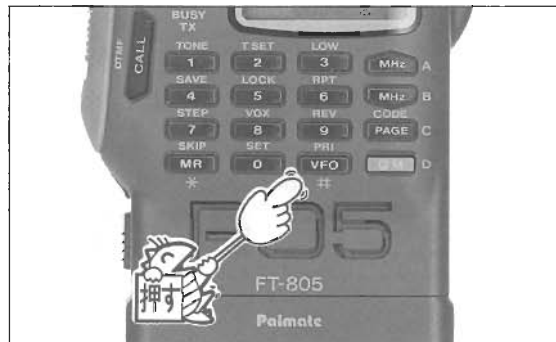 BUSY
TX
DTMF
CALL
TONE T SET LOW
1 2 3 MHz A
SAVE LOCK RPT
4 5 6 MHz B
STEP VOX REV CODE
7 8 9 PAGE C
SKIP SET PRI
MR 0 VFO D
* #
F05
押す
FT-805
Palmate